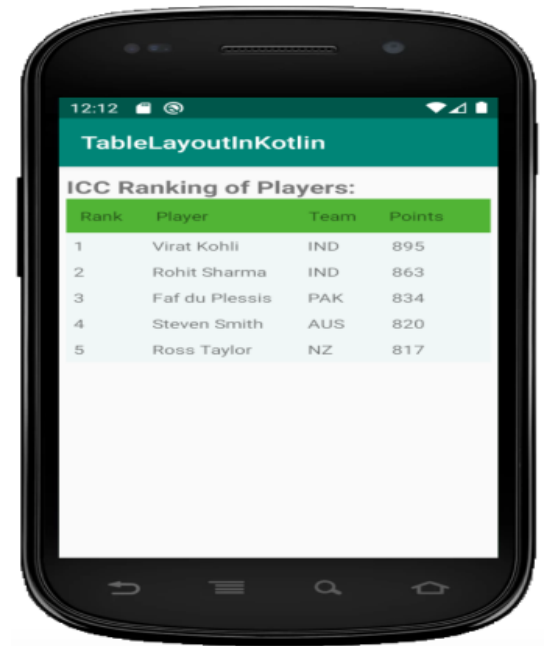 12:12
TableLayoutInKotlin
ICC Ranking of Players:
Rank Player Team Points
1 Virat Kohli IND 895
2 Rohit Sharma IND 863
3 Faf du Plessis PAK 834
4 Steven Smith AUS 820
5 Ross Taylor NZ 817